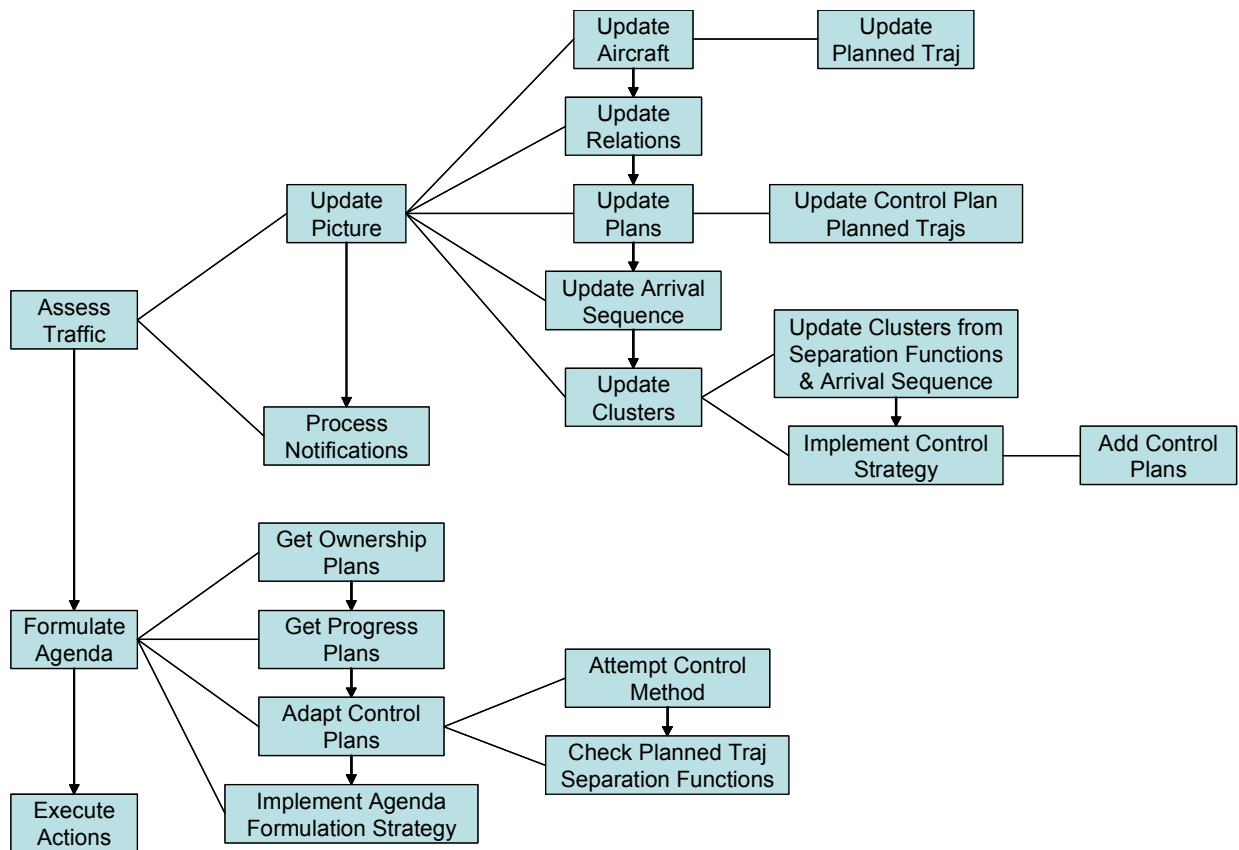 Update
Aircraft
Update
Planned Traj
Update
Relations
Update
Picture
Update
Plans
Update Control Plan
Planned Trajs
Update Arrival
Sequence
Assess
Traffic
Update Clusters from
Separation Functions
& Arrival Sequence
Update
Clusters
Process
Notifications
Implement Control
Strategy
Add Control
Plans
Get Ownership
Plans
Formulate
Agenda
Get Progress
Plans
Attempt Control
Method
Adapt Control
Plans
Check Planned Traj
Separation Functions
Implement Agenda
Formulation Strategy
Execute
Actions